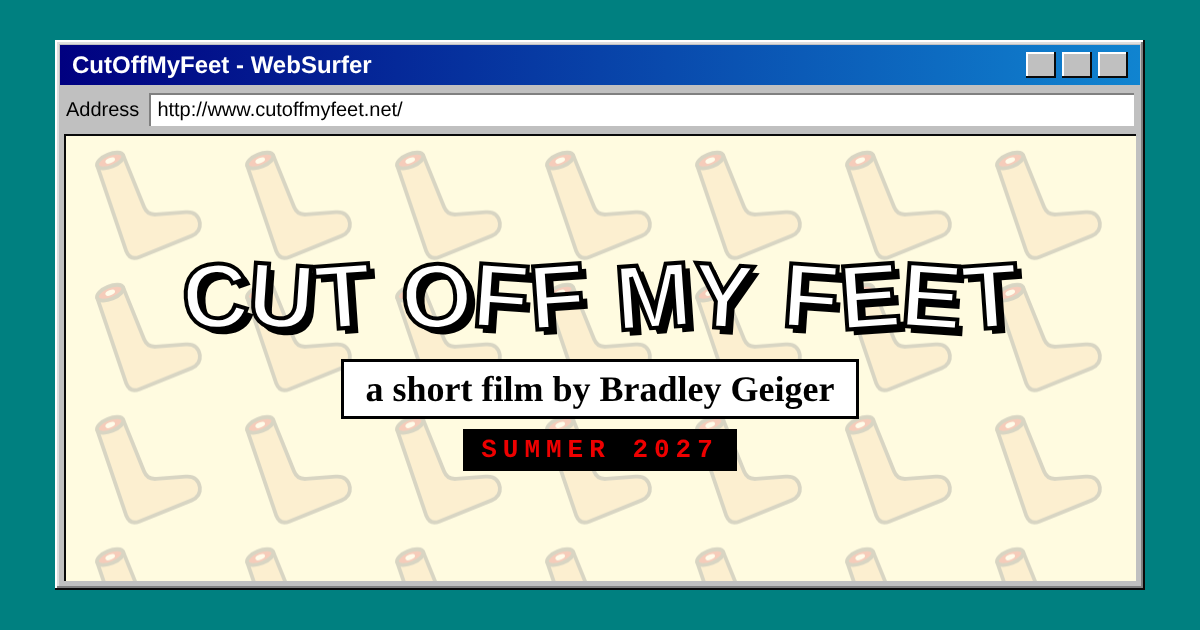 CutOffMyFeet - WebSurfer
Address http://www.cutoffmyfeet.net/
CUT OFF MY FEET
a short film by Bradley Geiger
SUMMER 2027